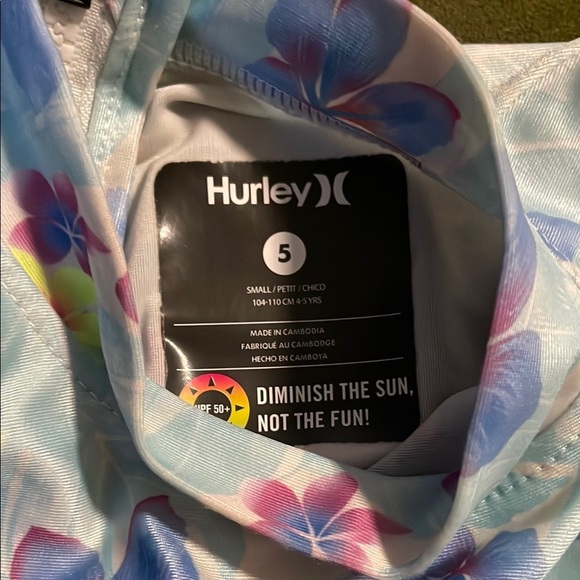 Hurley
5
SMALL / PETIT / CHICO
104-110 CM 4-5 YRS
MADE IN CAMBODIA
FABRIQUÉ AU CAMBODGE
HECHO EN CAMBOYA
UPF 50+
DIMINISH THE SUN,
NOT THE FUN!